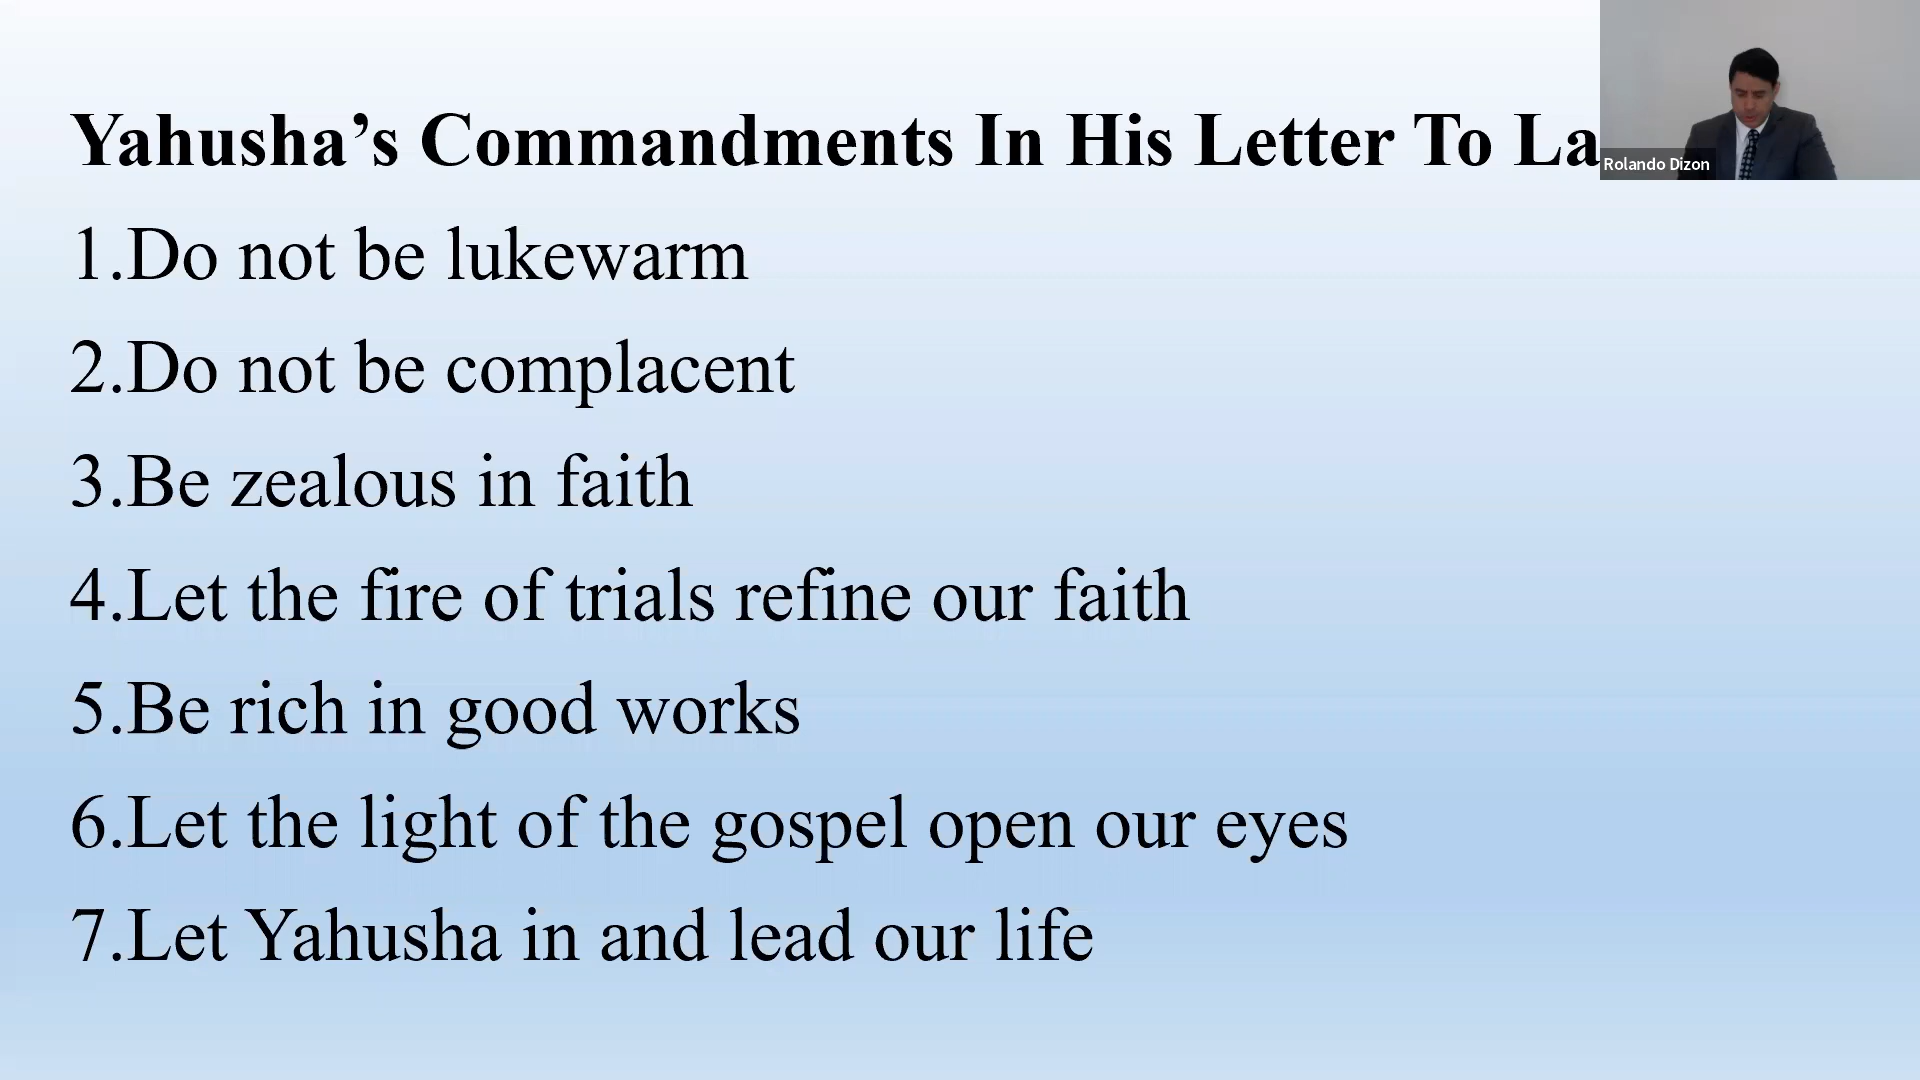 Yahusha’s Commandments In His Letter To La
Rolando Dizon
1.Do not be lukewarm
2.Do not be complacent
3.Be zealous in faith
4.Let the fire of trials refine our faith
5.Be rich in good works
6.Let the light of the gospel open our eyes
7.Let Yahusha in and lead our life